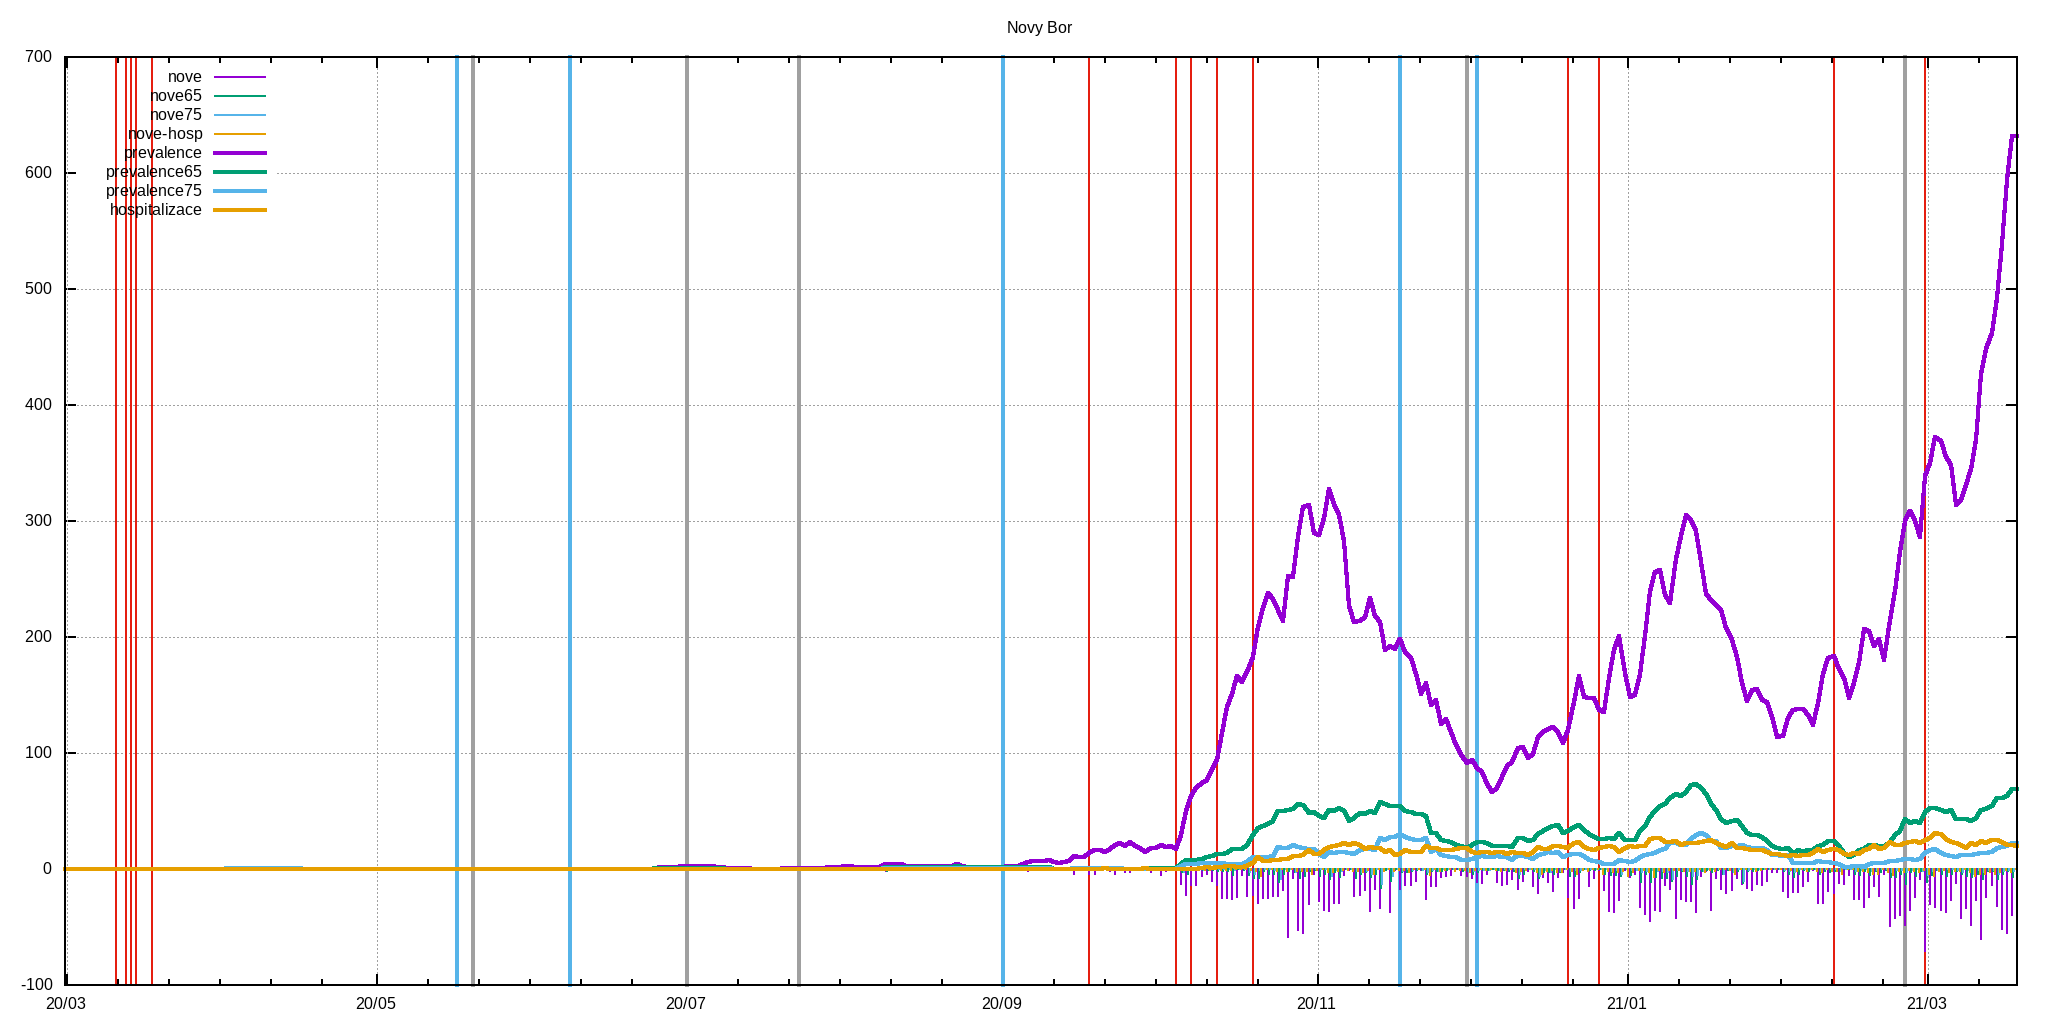 Novy Bor
700
600
500
400
300
200
100
0
-100
nove
nove65
nove75
nove-hosp
prevalence
prevalence65
prevalence75
hospitalizace
20/03 20/05 20/07 20/09 20/11 21/01 21/03